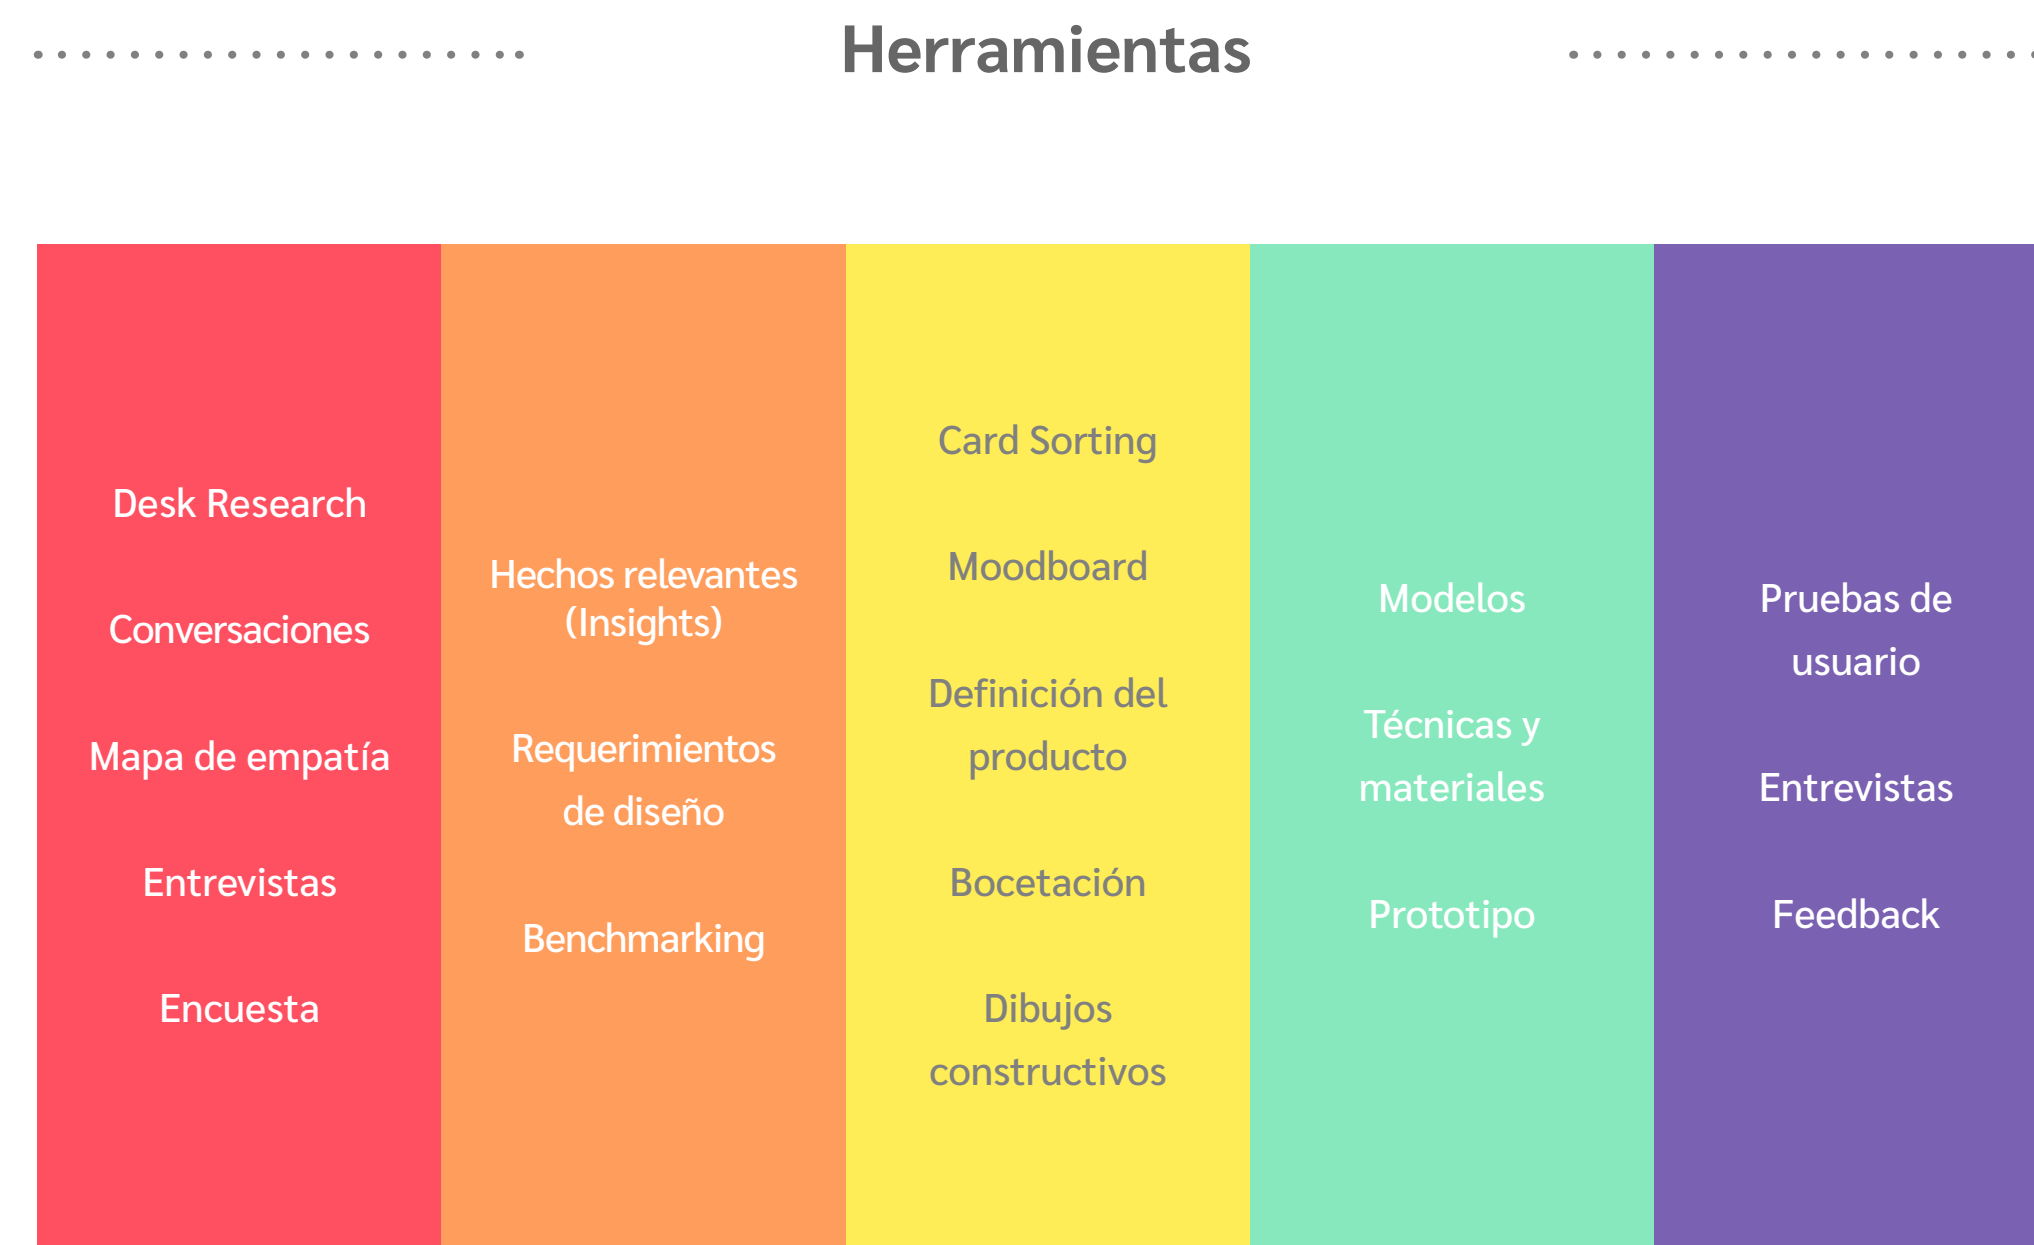 Herramientas
Desk Research
Conversaciones
Mapa de empatía
Entrevistas
Encuesta
Hechos relevantes
(Insights)
Requerimientos
de diseño
Benchmarking
Card Sorting
Moodboard
Definición del
producto
Bocetación
Dibujos
constructivos
Modelos
Técnicas y
materiales
Prototipo
Pruebas de
usuario
Entrevistas
Feedback